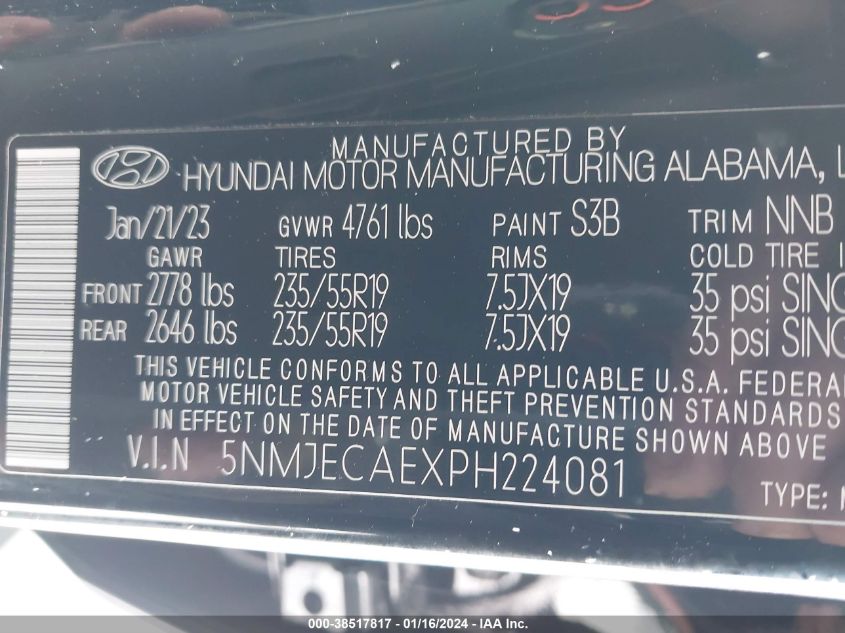 MANUFACTURED BY
HYUNDAI MOTOR MANUFACTURING ALABAMA,
Jan/21/23 GVWR 4761 lbs PAINT S3B TRIM NNB
GAWR TIRES RIMS COLD TIRE
FRONT 2778 lbs 235/55R19 7.5JX19 35 psi
REAR 2646 lbs 235/55R19 7.5JX19 35 psi
THIS VEHICLE CONFORMS TO ALL APPLICABLE U.S.A.
MOTOR VEHICLE SAFETY AND THEFT PREVENTION STANDARDS
IN EFFECT ON THE DATE OF MANUFACTURE SHOWN ABOVE
V.I.N 5NMJECAEXPH224081
TYPE:
000-38517817 - 01/16/2024 - IAA Inc.